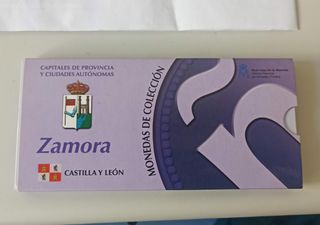 CAPITALES DE PROVINCIA
Y CIUDADES AUTÓNOMAS
Zamora
CASTILLA Y LEÓN
MONEDAS DE COLECCIÓN